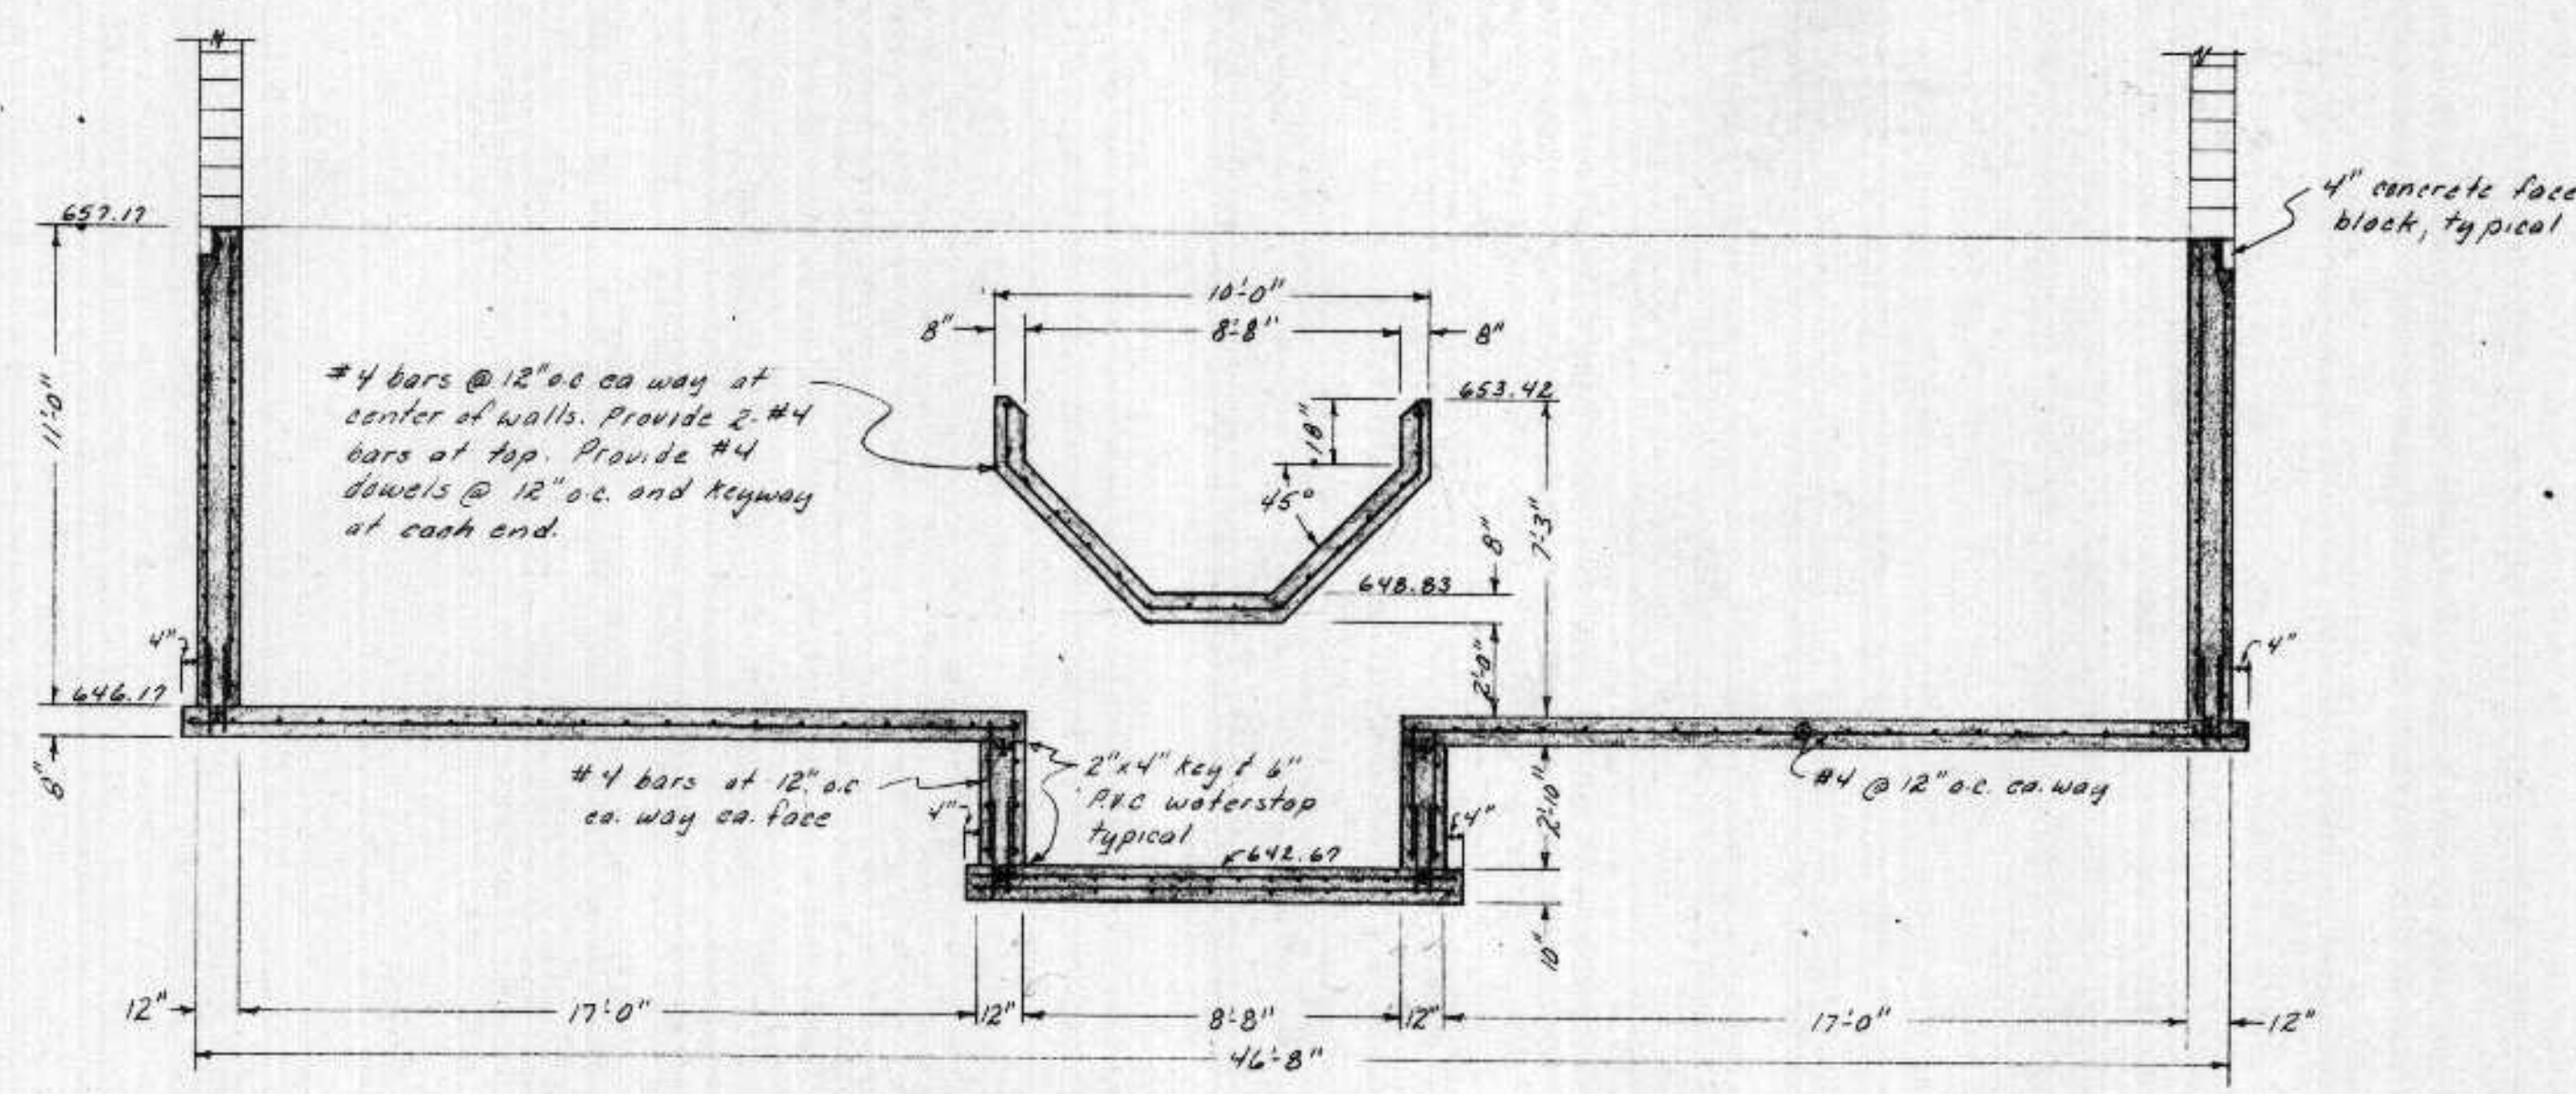 4" concrete face
block, typical
657.17
10'-0"
8"
8'-8"
8"
#4 bars @ 12" o.c ea way at
center of walls. Provide 2-#4
bars at top. Provide #4
dowels @ 12" o.c. and keyway
at each end.
653.42
18"
45°
11'-0"
8"
7'-3"
648.83
4"
2'-0"
4"
646.17
8"
#4 bars at 12" o.c
ea. way ea. face
2"x4" key & 6"
P.V.C waterstop
typical
#4 @ 12" o.c. ea. way
4"
4"
2'-10"
642.67
10"
12"
17'-0"
12"
8'-8"
12"
17'-0"
12"
46'-8"